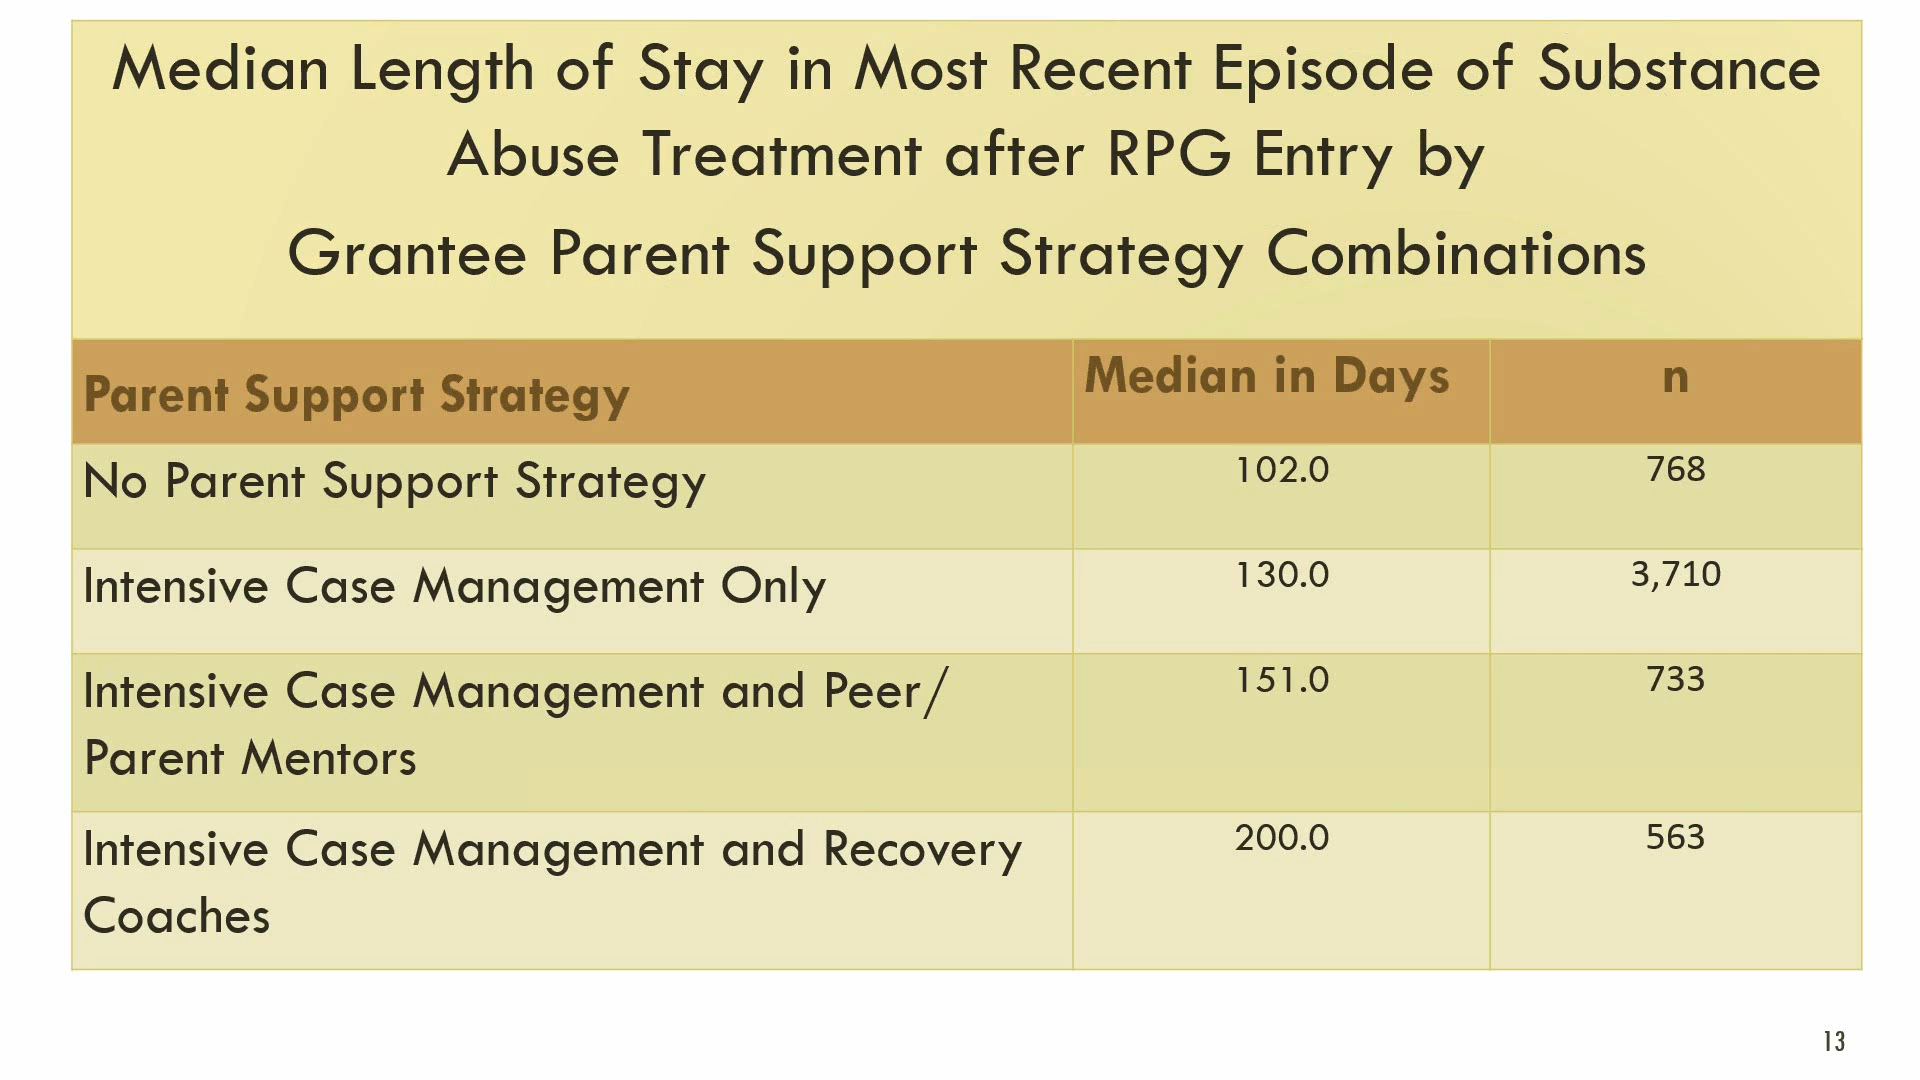 Median Length of Stay in Most Recent Episode of Substance
Abuse Treatment after RPG Entry by
Grantee Parent Support Strategy Combinations
Parent Support Strategy
Median in Days
n
No Parent Support Strategy
102.0
768
Intensive Case Management Only
130.0
3,710
Intensive Case Management and Peer/
Parent Mentors
151.0
733
Intensive Case Management and Recovery
Coaches
200.0
563
13